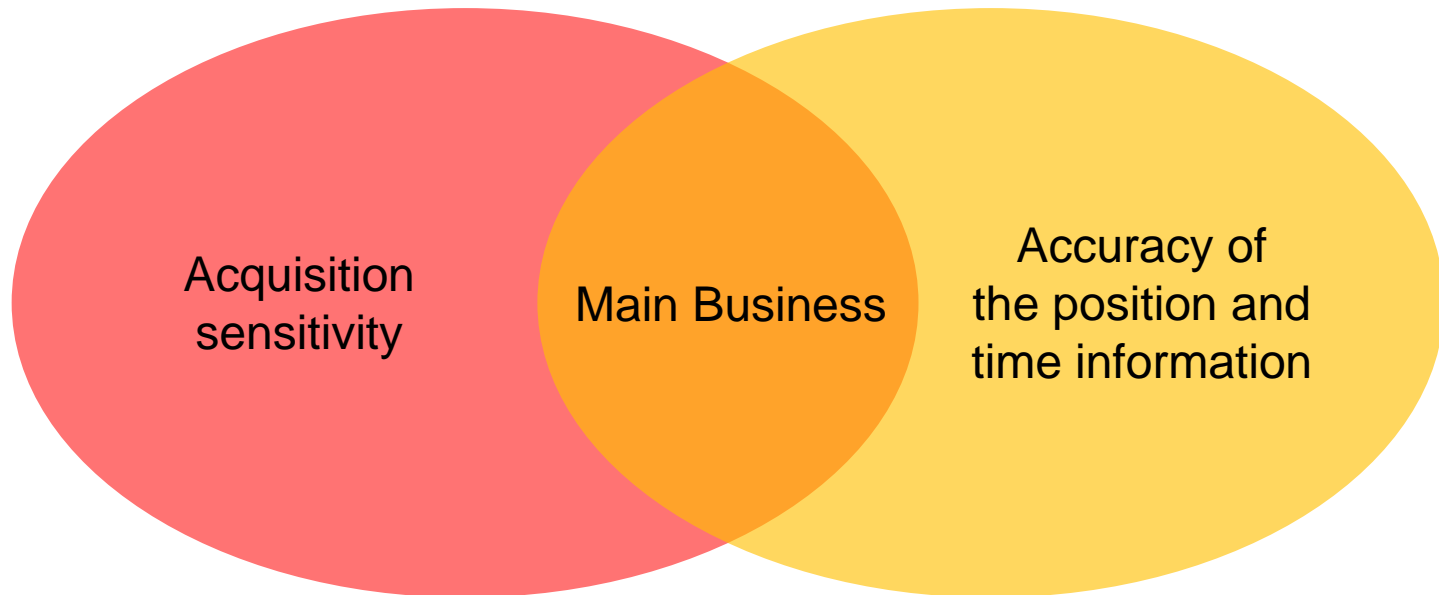 Acquisition
sensitivity
Main Business
Accuracy of
the position and
time information